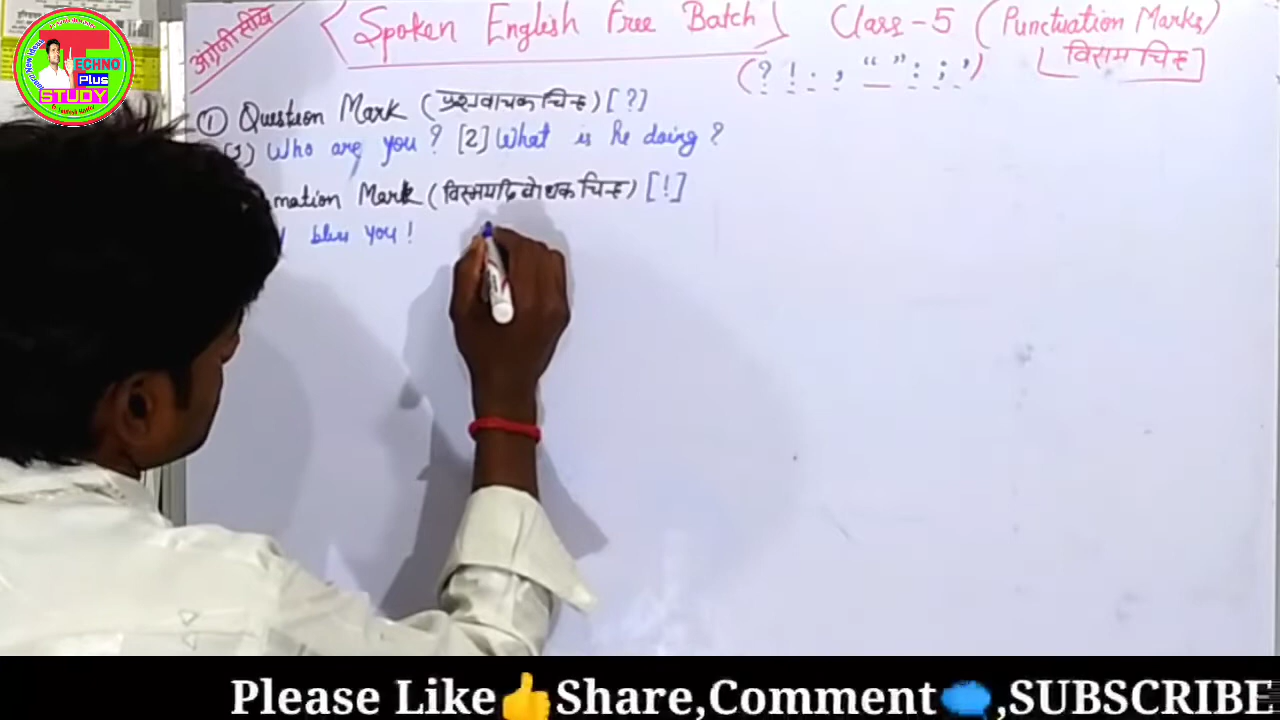 अंग्रेजी सीखे
Spoken English Free Batch
Class - 5 (Punctuation Marks)
विराम चिन्ह
(? ! . , “ ” : ; ’)
① Question Mark (प्रश्नवाचक चिन्ह) [?]
Who are you? [2] What is he doing?
mation Mark (विस्मयादिबोधक चिन्ह) [!]
bless you!
TECHNO
Plus
STUDY
Please Like👍Share,Comment💬,SUBSCRIBE